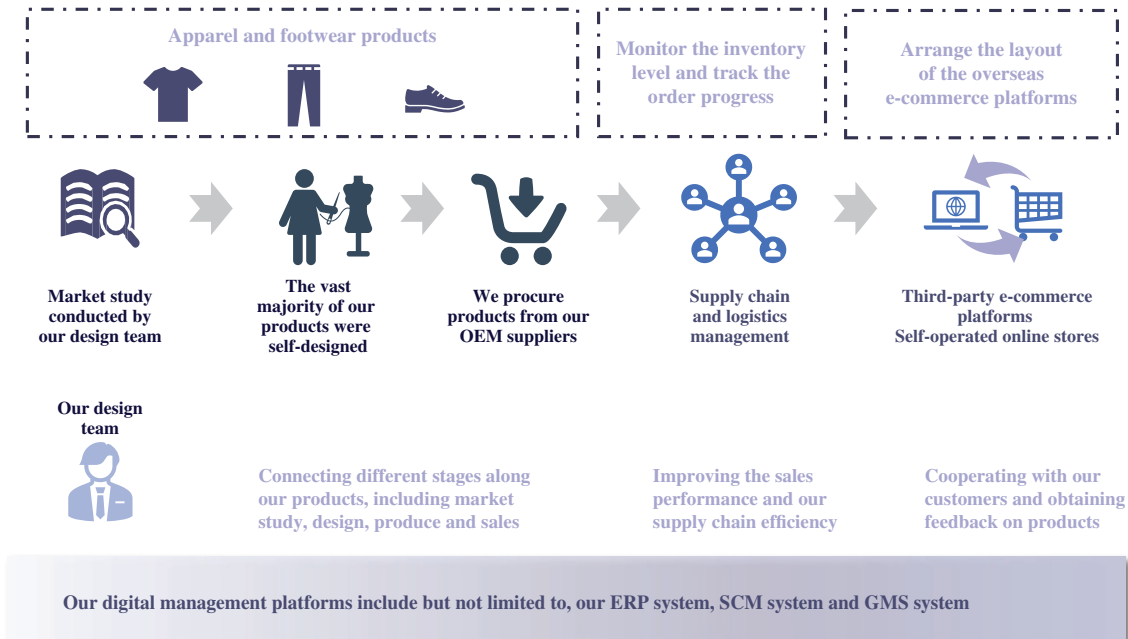 Apparel and footwear products
Monitor the inventory
level and track the
order progress
Arrange the layout
of the overseas
e-commerce platforms
Market study
conducted by
our design team
The vast
majority of our
products were
self-designed
We procure
products from our
OEM suppliers
Supply chain
and logistics
management
Third-party e-commerce
platforms
Self-operated online stores
Our design
team
Connecting different stages along
our products, including market
study, design, produce and sales
Improving the sales
performance and our
supply chain efficiency
Cooperating with our
customers and obtaining
feedback on products
Our digital management platforms include but not limited to, our ERP system, SCM system and GMS system